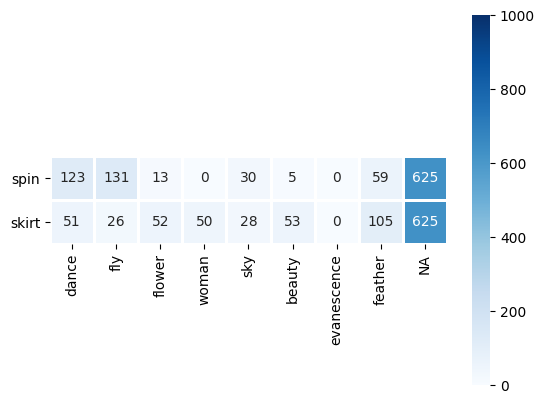 1000
800
600
400
200
0
spin 123 131 13 0 30 5 0 59 625
skirt 51 26 52 50 28 53 0 105 625
dance fly flower woman sky beauty evanescence feather NA